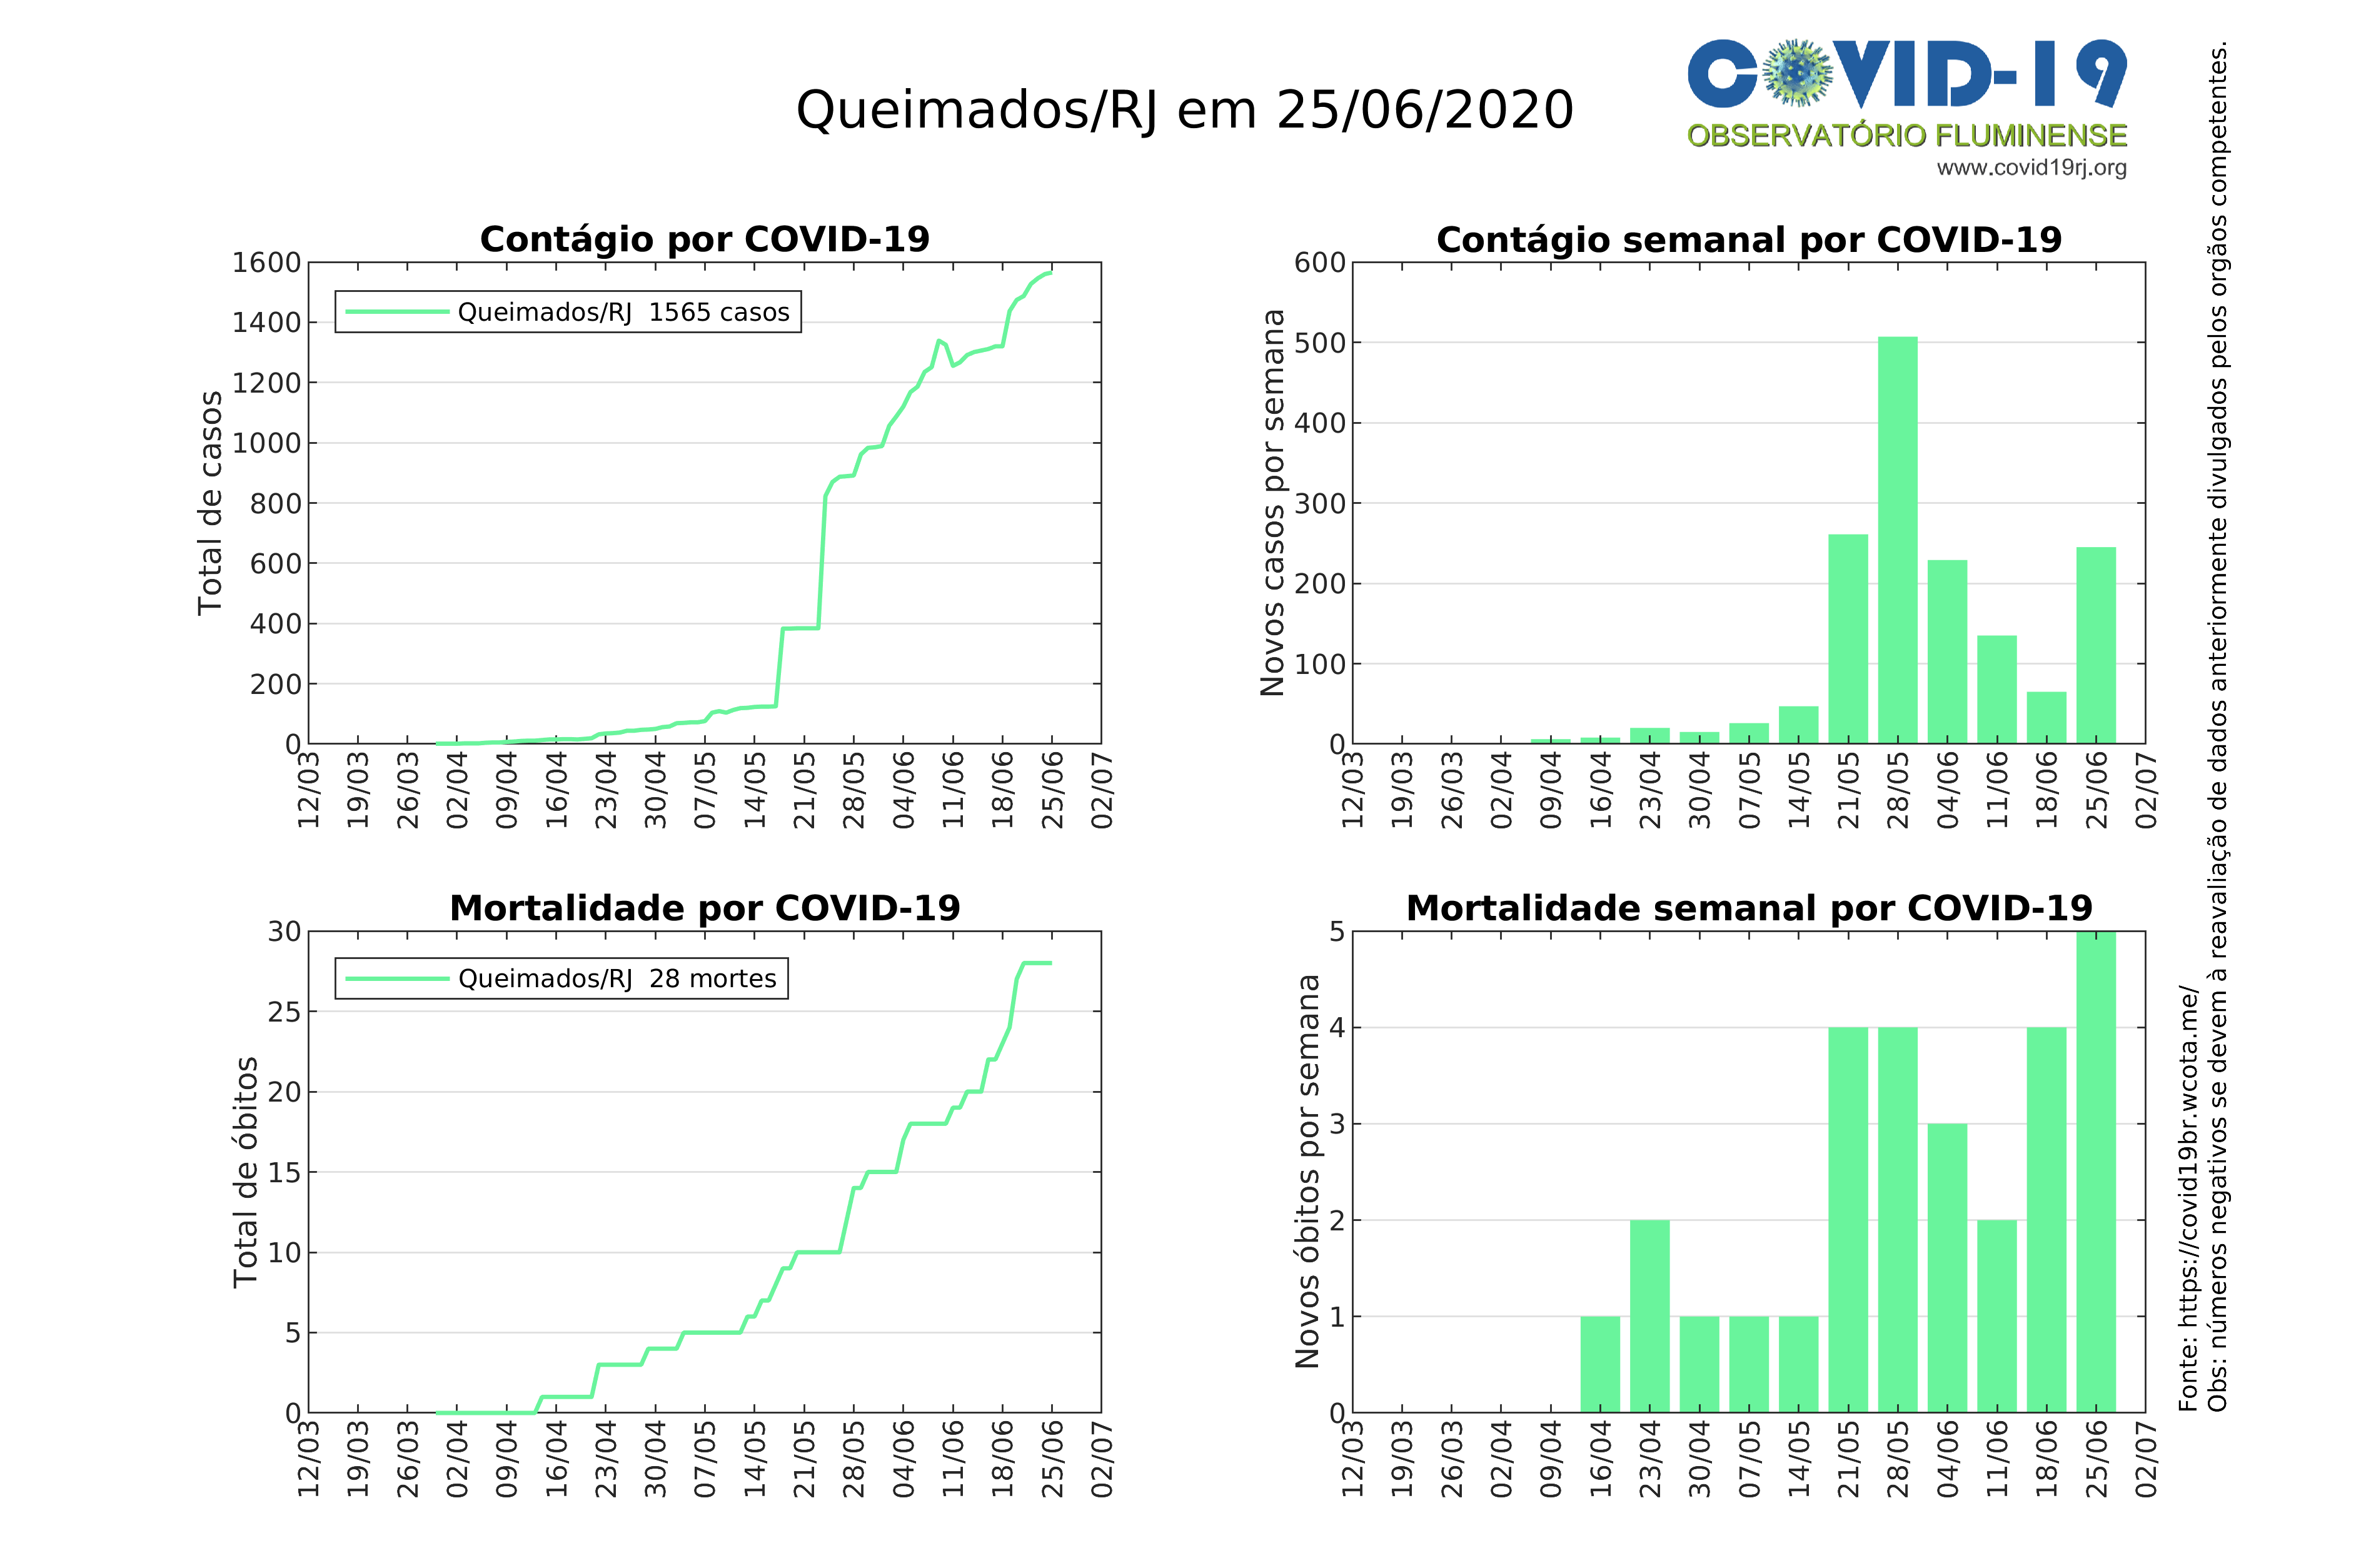 Queimados/RJ em 25/06/2020
COVID-19
OBSERVATÓRIO FLUMINENSE
www.covid19rj.org
Contágio por COVID-19
Total de casos
1600
1400
1200
1000
800
600
400
200
0
Queimados/RJ 1565 casos
12/03 19/03 26/03 02/04 09/04 16/04 23/04 30/04 07/05 14/05 21/05 28/05 04/06 11/06 18/06 25/06 02/07
Contágio semanal por COVID-19
Novos casos por semana
600
500
400
300
200
100
0
12/03 19/03 26/03 02/04 09/04 16/04 23/04 30/04 07/05 14/05 21/05 28/05 04/06 11/06 18/06 25/06 02/07
Mortalidade por COVID-19
Total de óbitos
30
25
20
15
10
5
0
Queimados/RJ 28 mortes
12/03 19/03 26/03 02/04 09/04 16/04 23/04 30/04 07/05 14/05 21/05 28/05 04/06 11/06 18/06 25/06 02/07
Mortalidade semanal por COVID-19
Novos óbitos por semana
5
4
3
2
1
0
12/03 19/03 26/03 02/04 09/04 16/04 23/04 30/04 07/05 14/05 21/05 28/05 04/06 11/06 18/06 25/06 02/07
Fonte: https://covid19br.wcota.me/
Obs: números negativos se devem à reavaliação de dados anteriormente divulgados pelos orgãos competentes.